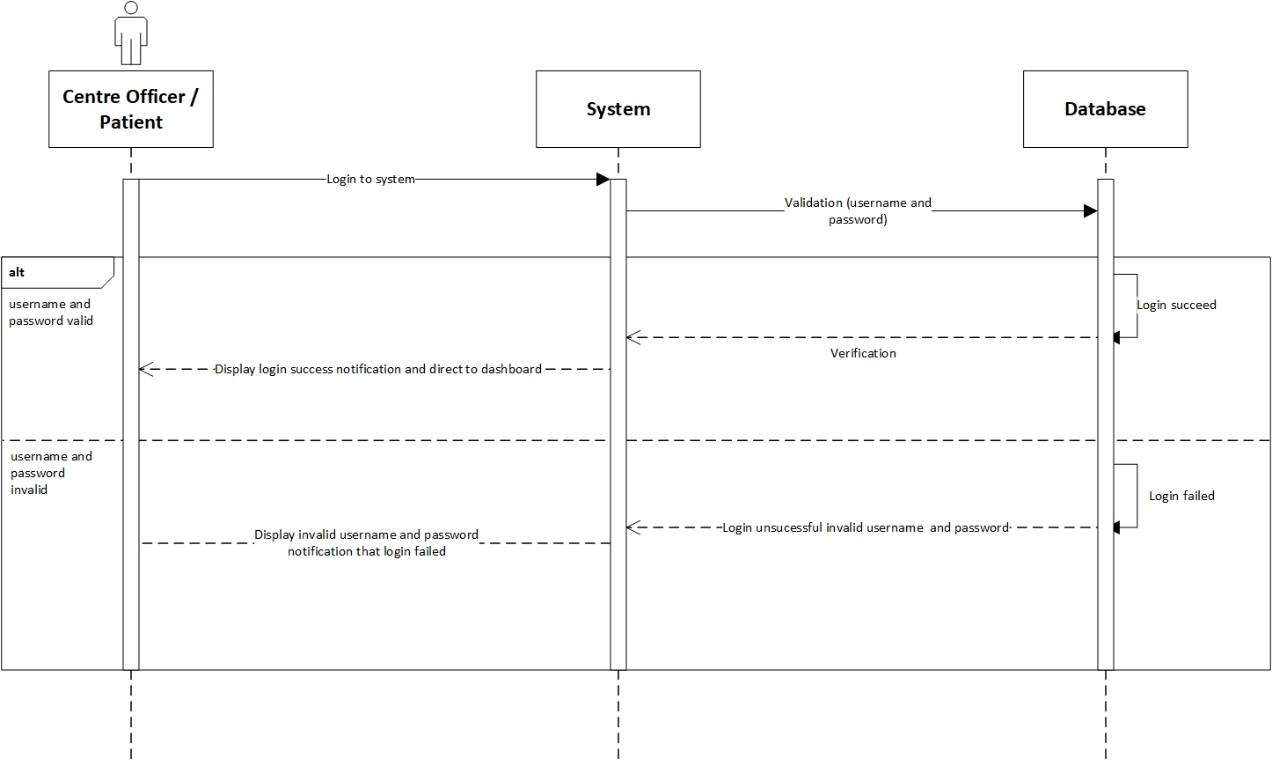 Centre Officer /
Patient
System
Database
Login to system
Validation (username and
password)
alt
username and
password valid
Login succeed
Verification
Display login success notification and direct to dashboard
username and
password
invalid
Login failed
Login unsucessful invalid username and password
Display invalid username and password
notification that login failed